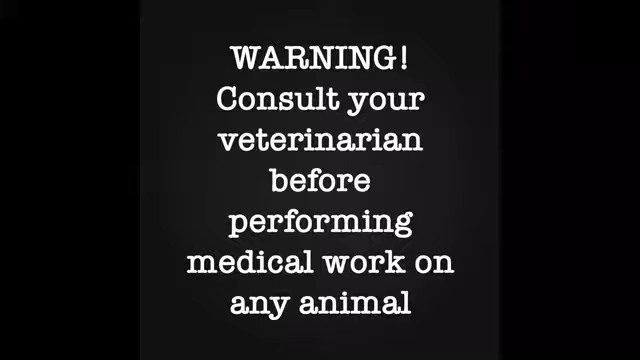 WARNING!
Consult your
veterinarian
before
performing
medical work on
any animal